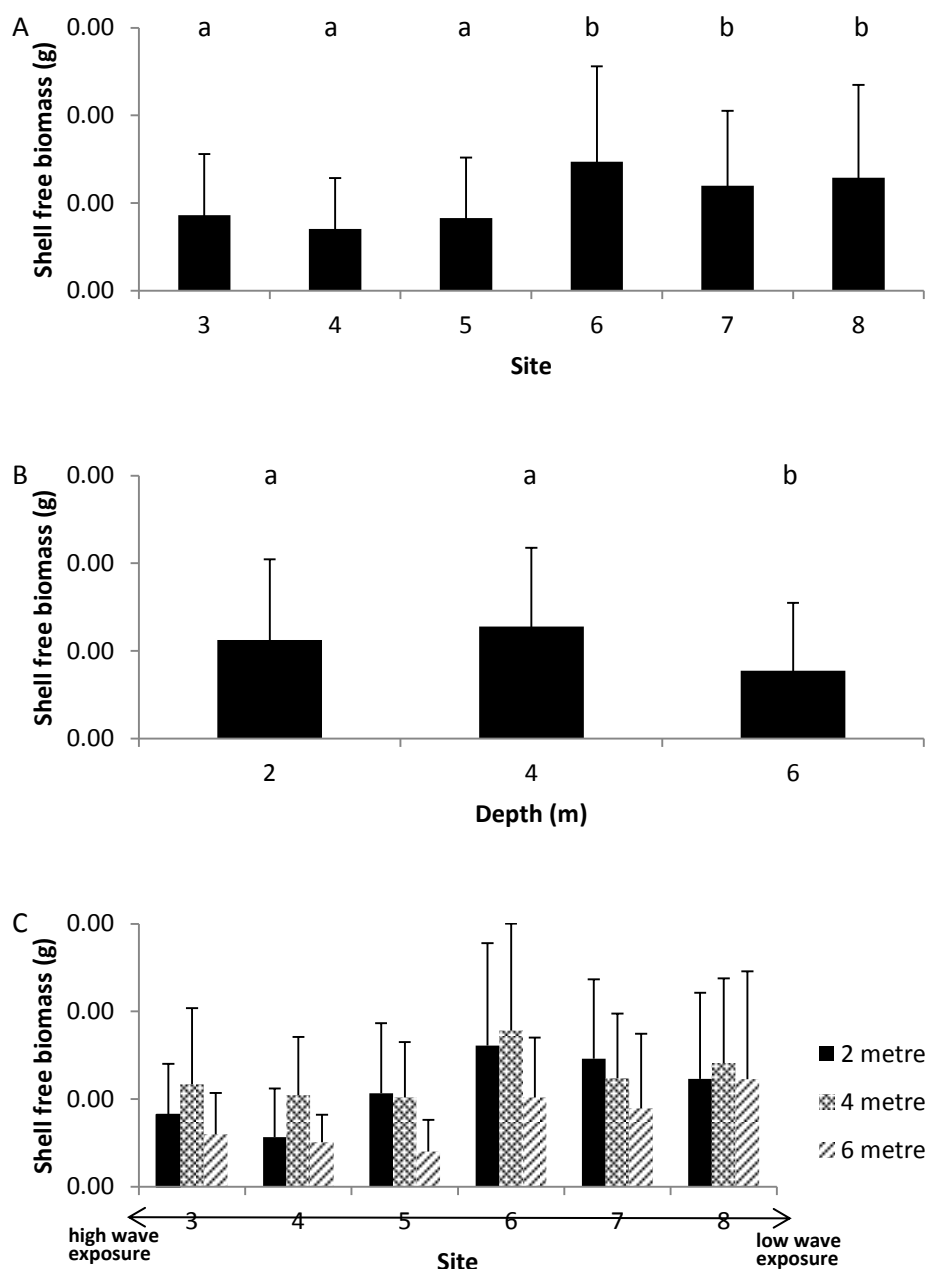 A
a a a b b b
Shell free biomass (g)
0.00
0.00
0.00
0.00
3 4 5 6 7 8
Site
B
a a b
Shell free biomass (g)
0.00
0.00
0.00
0.00
2 4 6
Depth (m)
C
Shell free biomass (g)
0.00
0.00
0.00
0.00
2 metre
4 metre
6 metre
3 4 5 6 7 8
high wave
exposure
Site
low wave
exposure